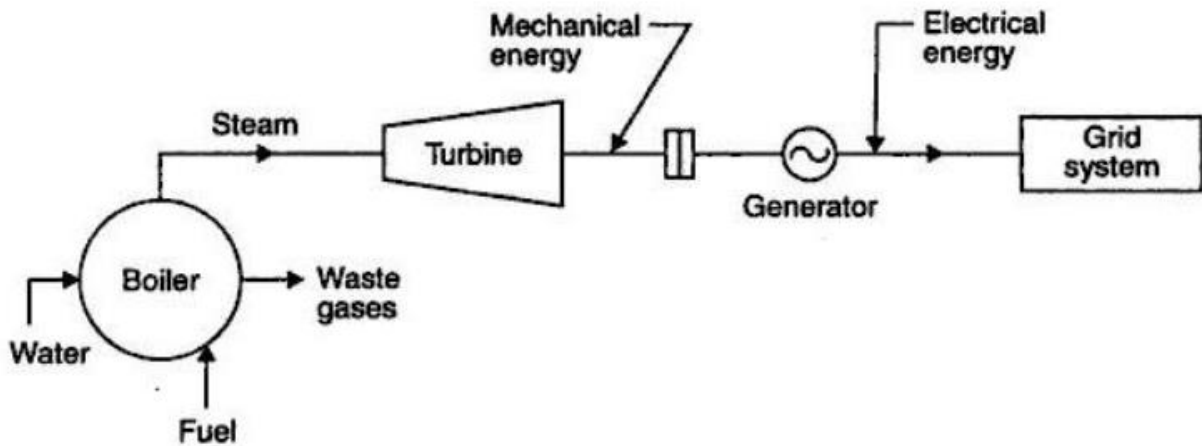 Mechanical
energy
Electrical
energy
Steam
Turbine
Grid
system
Generator
Boiler
Waste
gases
Water
Fuel